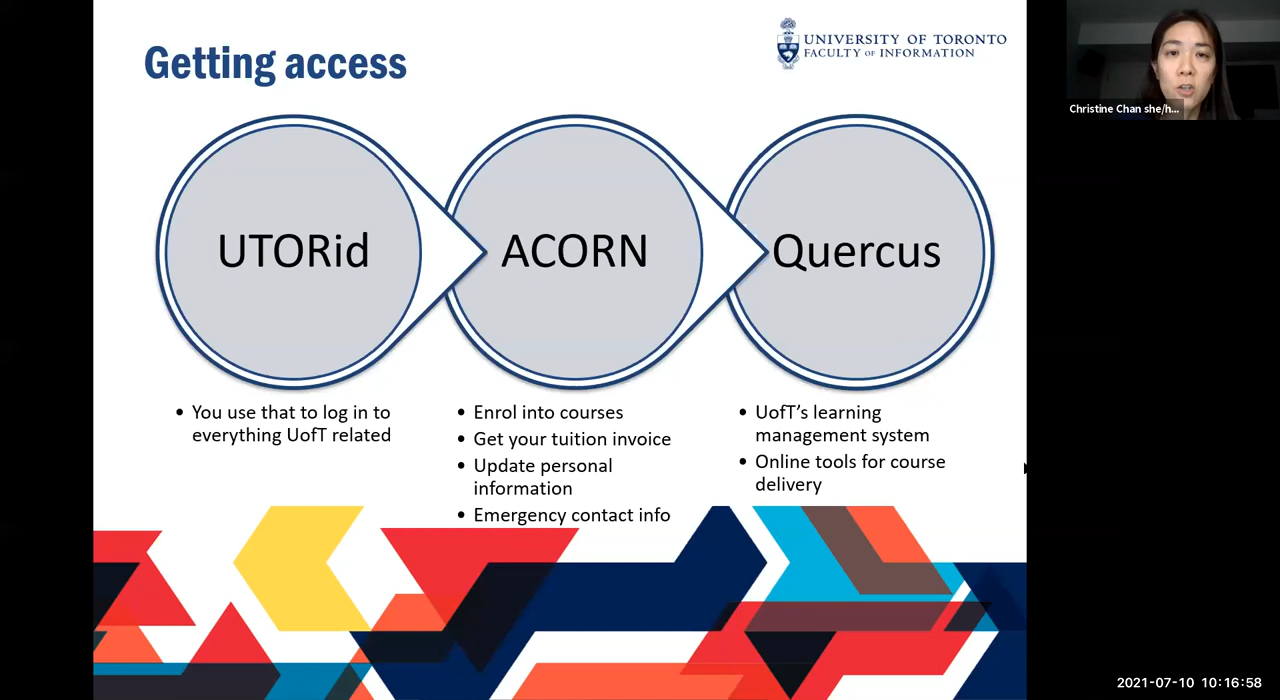 Getting access
UNIVERSITY OF TORONTO
FACULTY OF INFORMATION
Christine Chan she/h...
UTORid
ACORN
Quercus
• You use that to log in to
everything UofT related
• Enrol into courses
• Get your tuition invoice
• Update personal
information
• Emergency contact info
• UofT’s learning
management system
• Online tools for course
delivery
2021-07-10 10:16:58